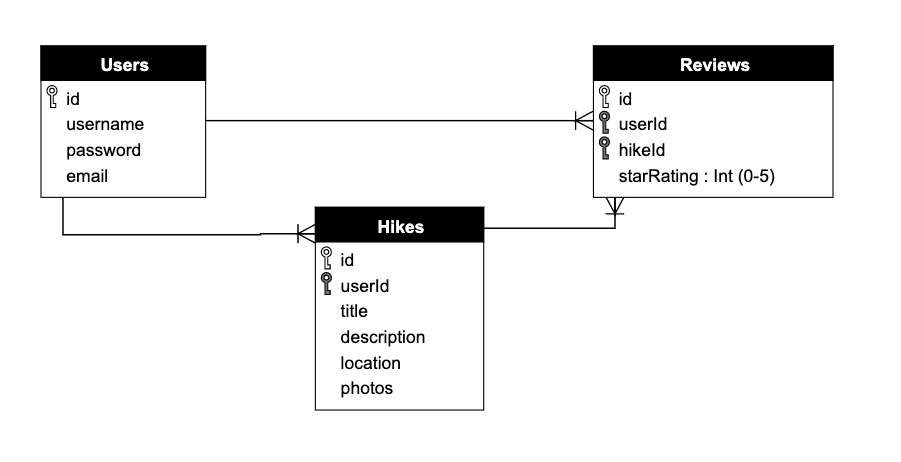 Users
id
username
password
email
Reviews
id
userId
hikeId
starRating : Int (0-5)
Hikes
id
userId
title
description
location
photos